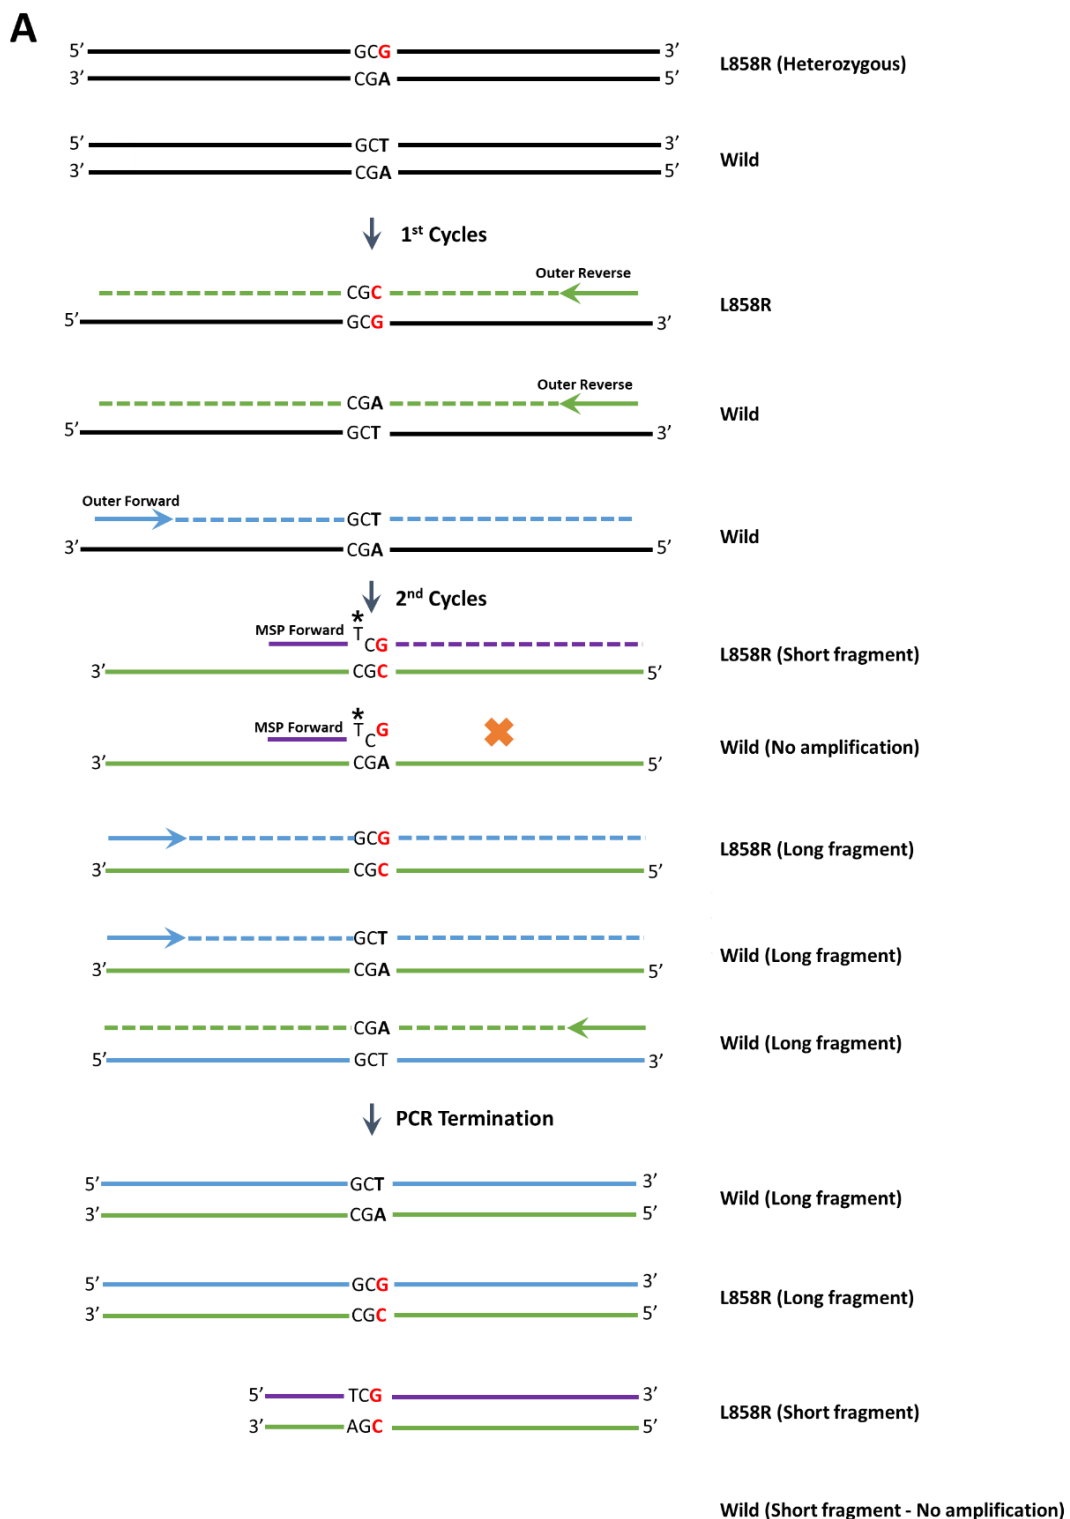 A
5’ GCG 3’
L858R (Heterozygous)
3’ CGA 5’
5’ GCT 3’
Wild
3’ CGA 5’
1st Cycles
Outer Reverse
CGC
L858R
5’ GCG 3’
Outer Reverse
CGA
Wild
5’ GCT 3’
Outer Forward
GCT
Wild
3’ CGA 5’
2nd Cycles
*
MSP Forward T CG
L858R (Short fragment)
3’ CGC 5’
*
MSP Forward T C G
Wild (No amplification)
3’ CGA 5’
GCG
L858R (Long fragment)
3’ CGC 5’
GCT
Wild (Long fragment)
3’ CGA 5’
CGA
Wild (Long fragment)
5’ GCT 3’
PCR Termination
5’ GCT 3’
Wild (Long fragment)
3’ CGA 5’
5’ GCG 3’
L858R (Long fragment)
3’ CGC 5’
5’ TCG 3’
L858R (Short fragment)
3’ AGC 5’
Wild (Short fragment - No amplification)